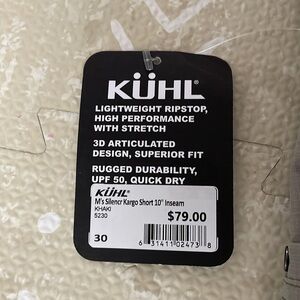 KÜHL
LIGHTWEIGHT RIPSTOP,
HIGH PERFORMANCE
WITH STRETCH
3D ARTICULATED
DESIGN, SUPERIOR FIT
RUGGED DURABILITY,
UPF 50, QUICK DRY
KÜHL
M's Silencr Kargo Short 10" Inseam
KHAKI
5230
$79.00
30
6 31411 02473 8